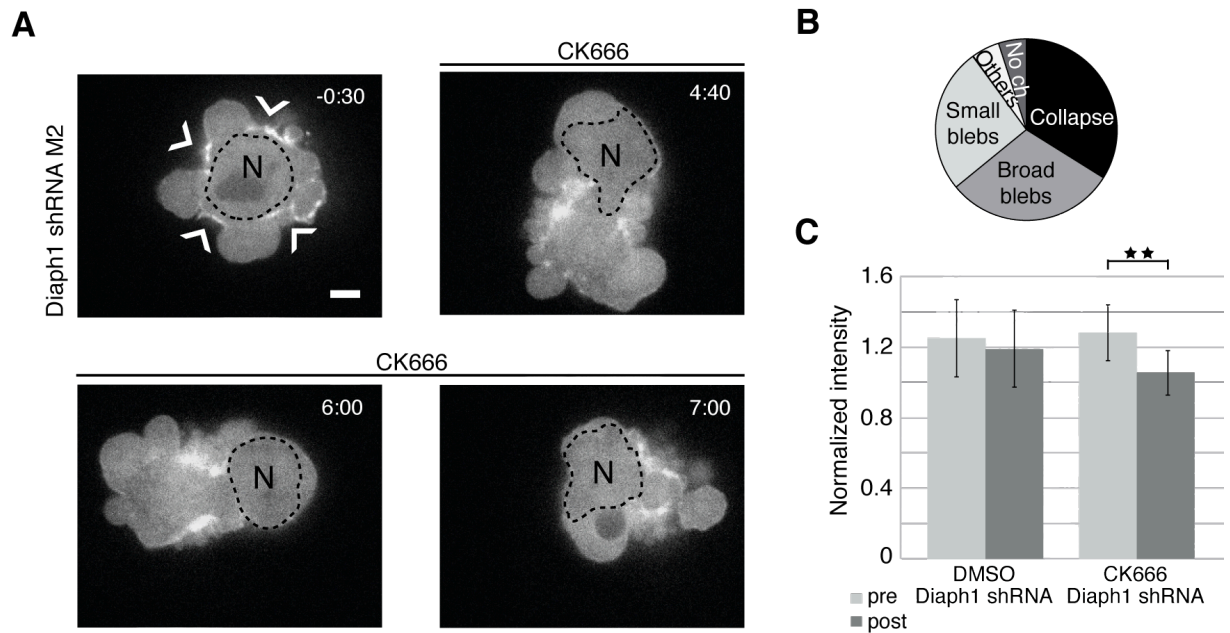 A
Diaph1 shRNA M2
-0:30
N
CK666
4:40
N
CK666
6:00
N
7:00
N
B
No ch.
Others
Small
blebs
Collapse
Broad
blebs
C
★★
Normalized intensity
1.6
1.2
0.8
0.4
0
DMSO
Diaph1 shRNA
CK666
Diaph1 shRNA
pre
post